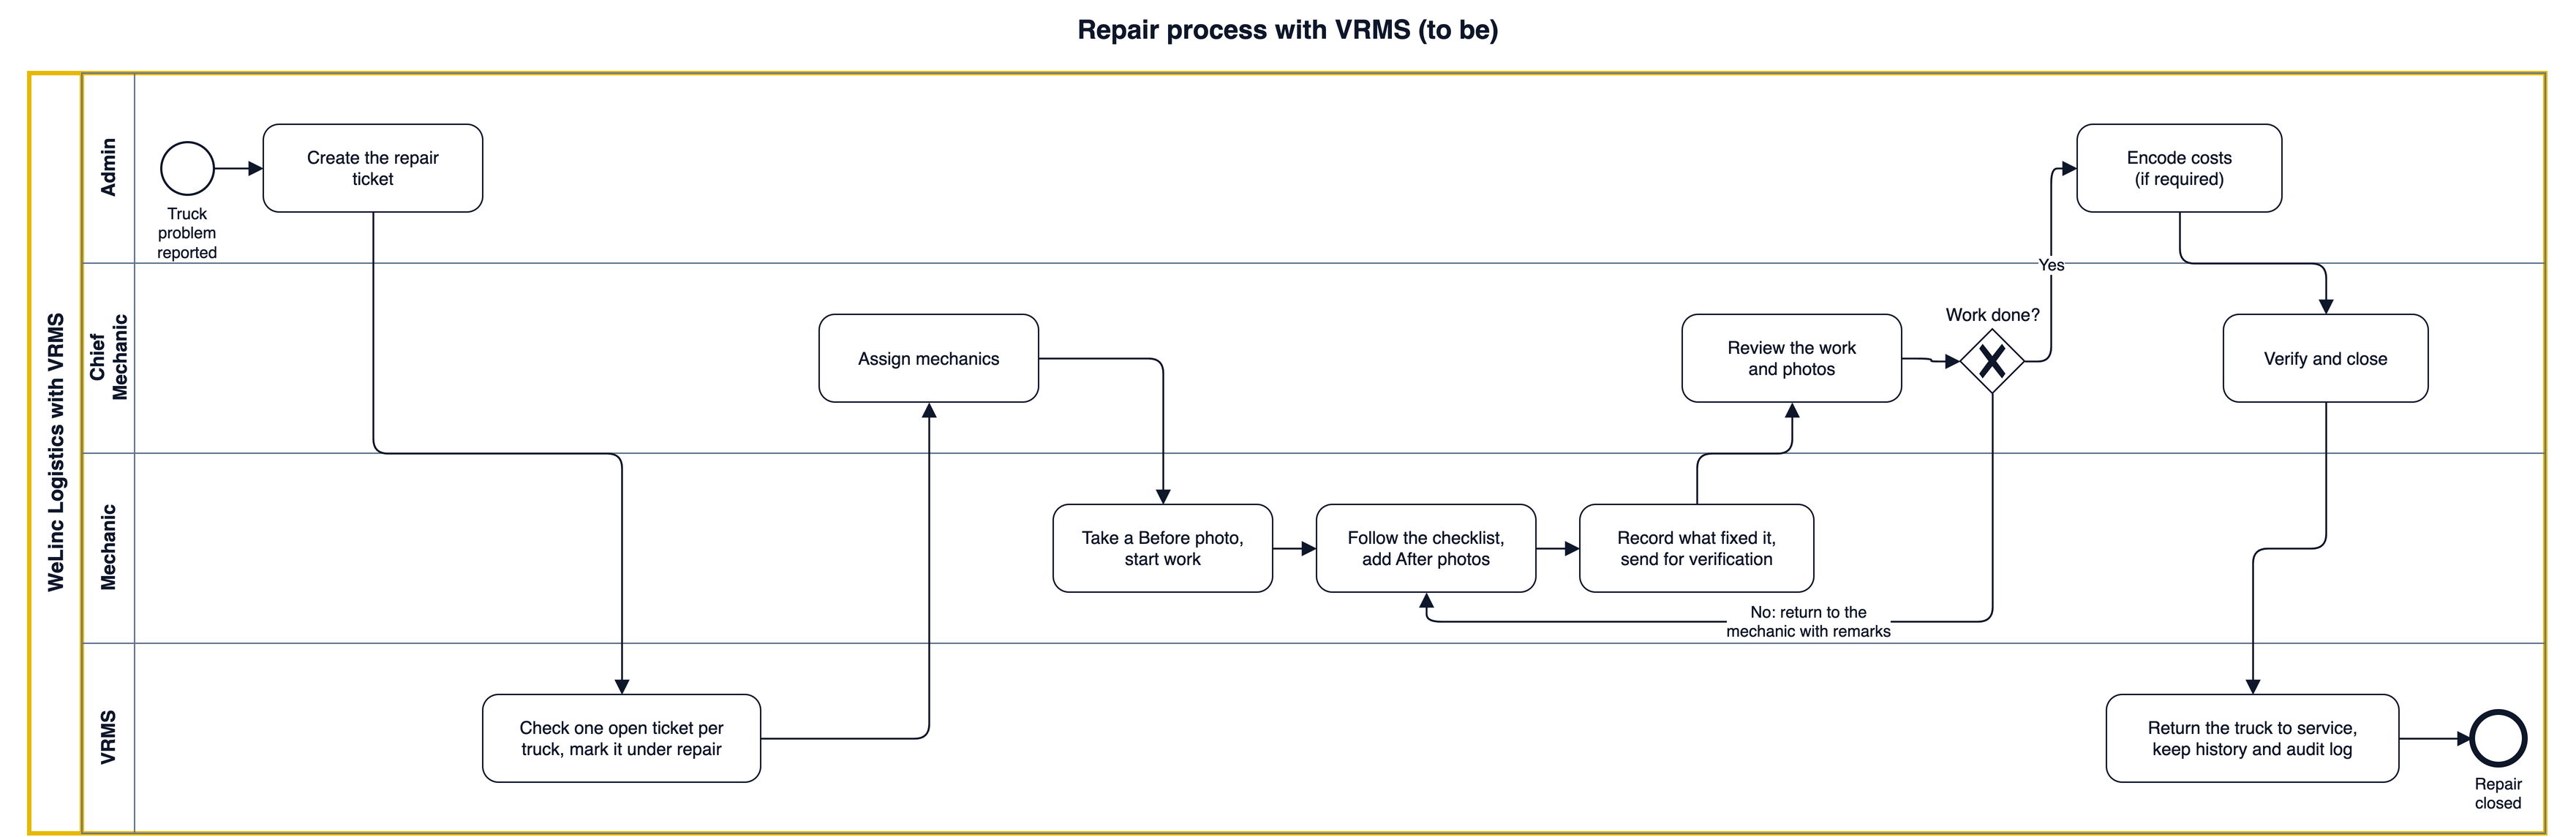 Repair process with VRMS (to be)
WeLinc Logistics with VRMS
Admin
Truck
problem
reported
Create the repair
ticket
Encode costs
(if required)
Yes
Chief
Mechanic
Assign mechanics
Review the work
and photos
Work done?
Verify and close
Mechanic
Take a Before photo,
start work
Follow the checklist,
add After photos
Record what fixed it,
send for verification
No: return to the
mechanic with remarks
VRMS
Check one open ticket per
truck, mark it under repair
Return the truck to service,
keep history and audit log
Repair
closed